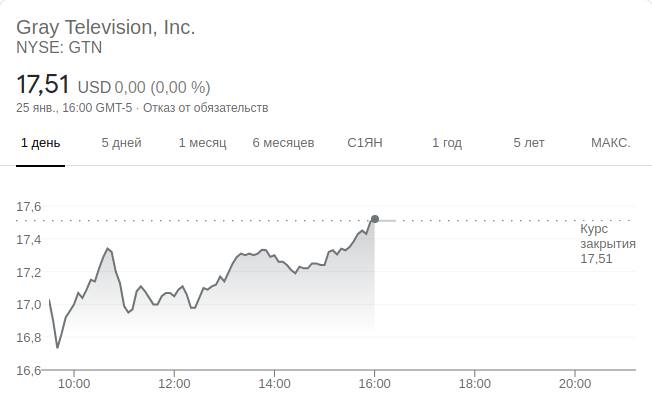 Gray Television, Inc.
NYSE: GTN
17,51 USD 0,00 (0,00 %)
25 янв., 16:00 GMT-5 · Отказ от обязательств
1 день 5 дней 1 месяц 6 месяцев С1ЯН 1 год 5 лет МАКС.
17,6
17,4
17,2
17,0
16,8
16,6
Курс
закрытия
17,51
10:00 12:00 14:00 16:00 18:00 20:00